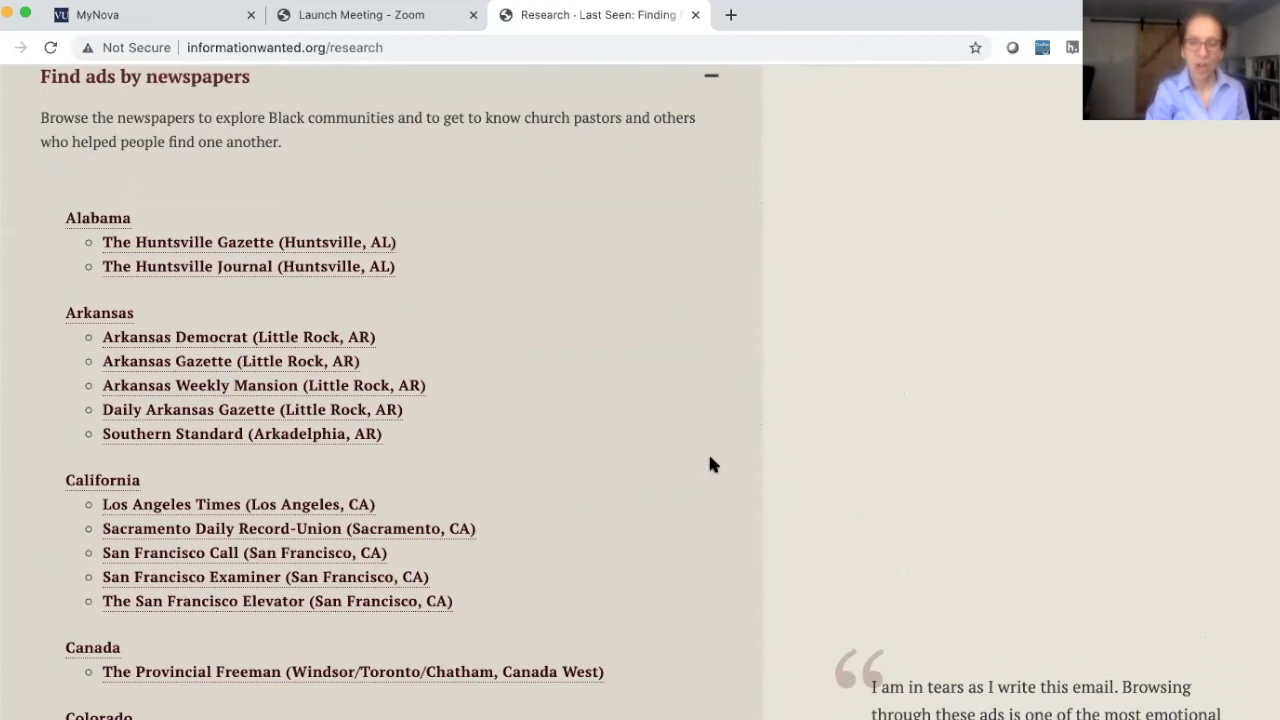 VU MyNova
Launch Meeting - Zoom
Research · Last Seen: Finding
Not Secure
informationwanted.org/research
h.
Find ads by newspapers
Browse the newspapers to explore Black communities and to get to know church pastors and others
who helped people find one another.
Alabama
The Huntsville Gazette (Huntsville, AL)
The Huntsville Journal (Huntsville, AL)
Arkansas
Arkansas Democrat (Little Rock, AR)
Arkansas Gazette (Little Rock, AR)
Arkansas Weekly Mansion (Little Rock, AR)
Daily Arkansas Gazette (Little Rock, AR)
Southern Standard (Arkadelphia, AR)
California
Los Angeles Times (Los Angeles, CA)
Sacramento Daily Record-Union (Sacramento, CA)
San Francisco Call (San Francisco, CA)
San Francisco Examiner (San Francisco, CA)
The San Francisco Elevator (San Francisco, CA)
Canada
The Provincial Freeman (Windsor/Toronto/Chatham, Canada West)
Colorado
“
I am in tears as I write this email. Browsing
through these ads is one of the most emotional